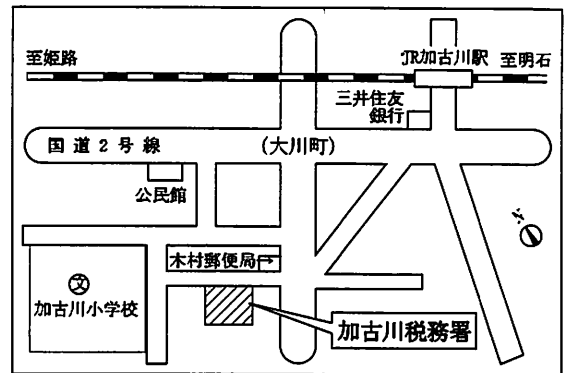 至姫路
JR加古川駅
至明石
三井住友
銀行
国道2号線
(大川町)
公民館
N
木村郵便局
文
加古川小学校
加古川税務署